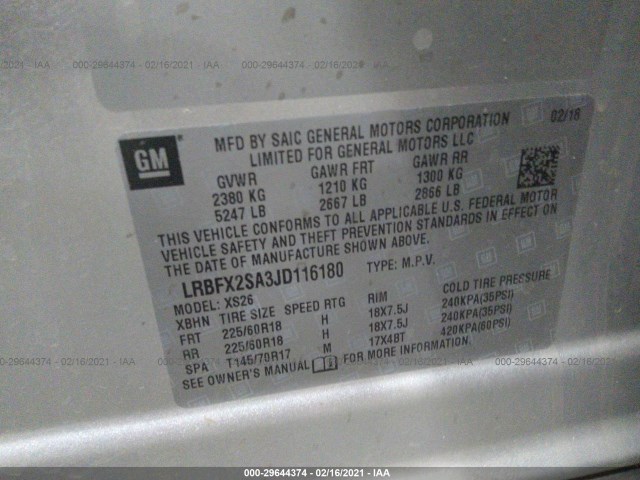 000-29644374 - 02/16/2021 - IAA
GM
MFD BY SAIC GENERAL MOTORS CORPORATION 02/18
LIMITED FOR GENERAL MOTORS LLC
GVWR GAWR FRT GAWR RR
2380 KG 1210 KG 1300 KG
5247 LB 2667 LB 2866 LB
THIS VEHICLE CONFORMS TO ALL APPLICABLE U.S. FEDERAL MOTOR
VEHICLE SAFETY AND THEFT PREVENTION STANDARDS IN EFFECT ON
THE DATE OF MANUFACTURE SHOWN ABOVE.
LRBFX2SA3JD116180 TYPE: M.P.V.
MODEL: XS26
XBHN TIRE SIZE SPEED RTG RIM COLD TIRE PRESSURE
FRT 225/60R18 H 18X7.5J 240KPA(35PSI)
RR 225/60R18 H 18X7.5J 240KPA(35PSI)
SPA T145/70R17 M 17X4BT 420KPA(60PSI)
SEE OWNER'S MANUAL FOR MORE INFORMATION.
000-29644374 - 02/16/2021 - IAA